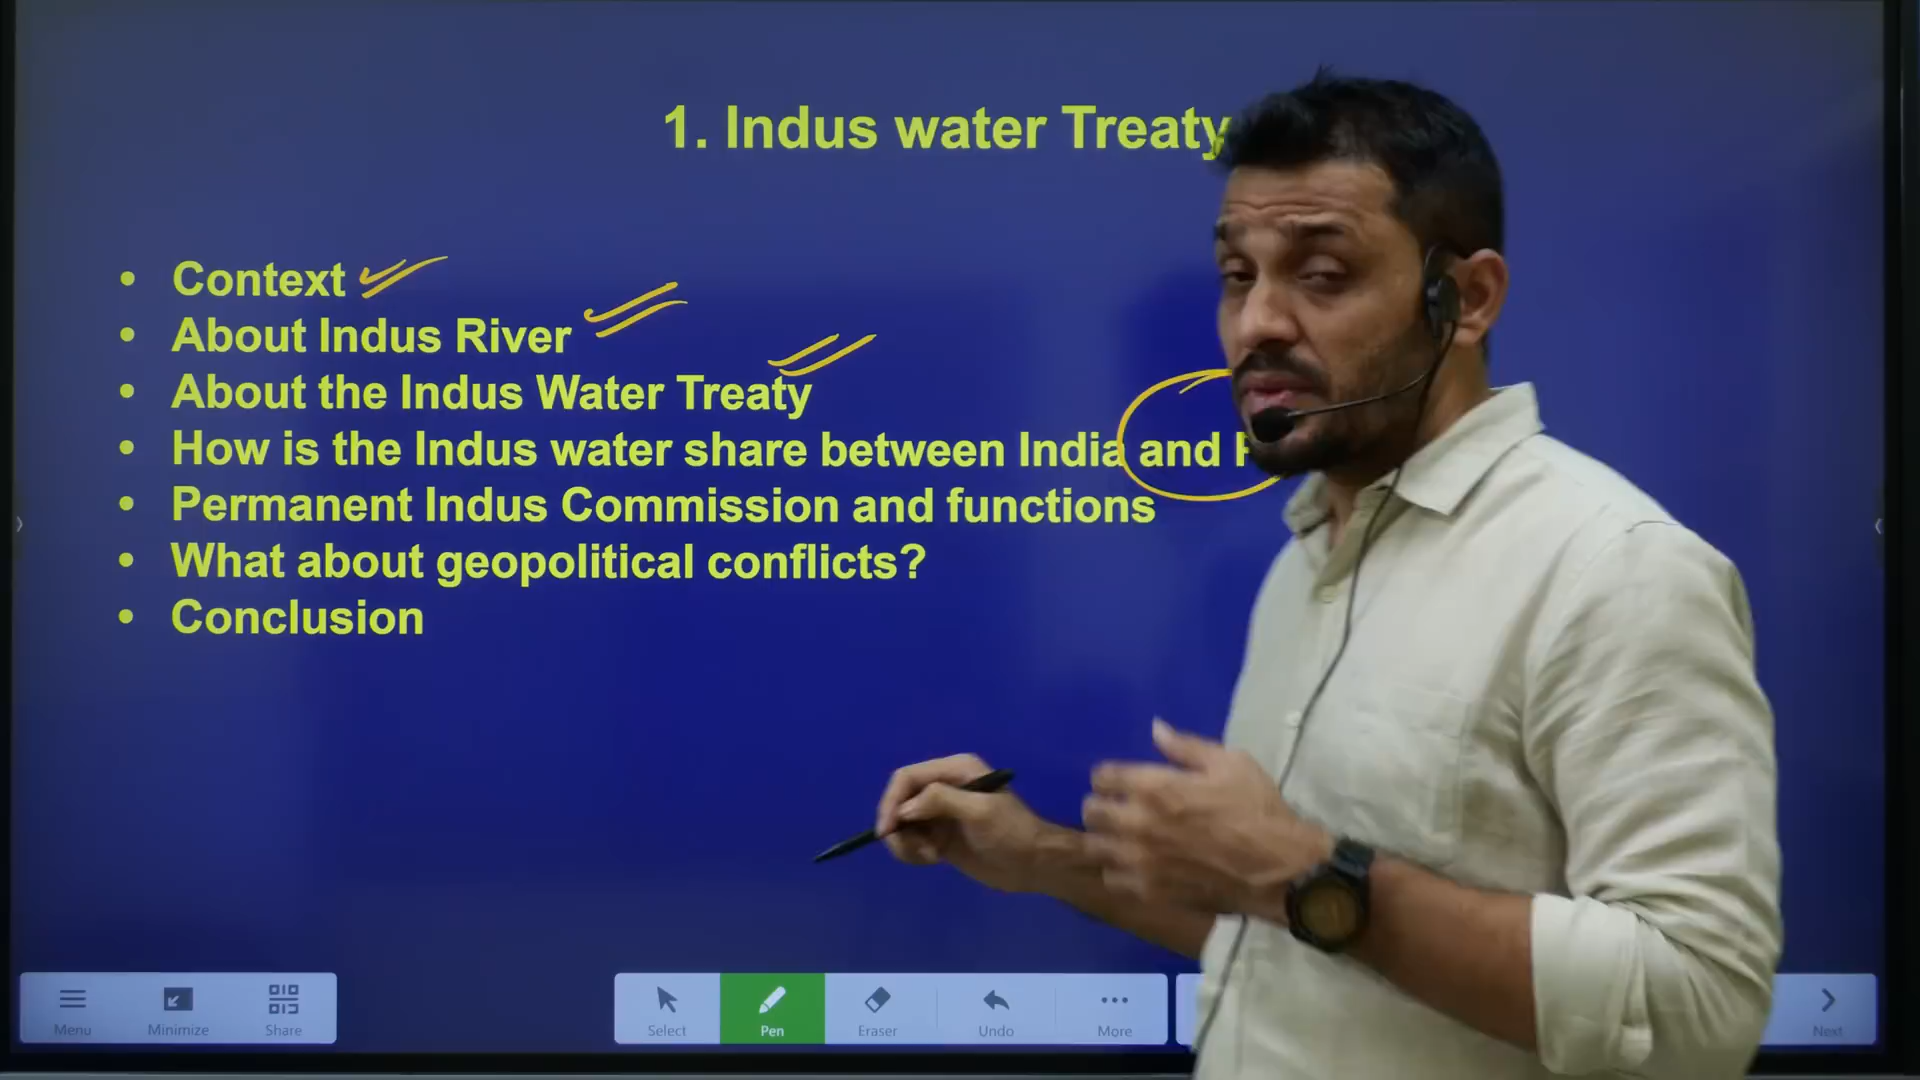 1. Indus water Treaty
• Context
• About Indus River
• About the Indus Water Treaty
• How is the Indus water share between India and
• Permanent Indus Commission and functions
• What about geopolitical conflicts?
• Conclusion
Menu Minimize Share Select Pen Eraser Undo More Next